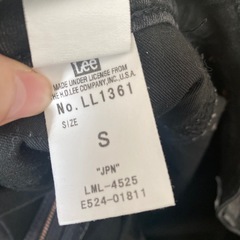 Lee
MADE UNDER LICENSE FROM
THE H.D.LEE COMPANY, INC., U.S.A.
No. LL1361
SIZE
S
"JPN"
LML-4525
E524-01811